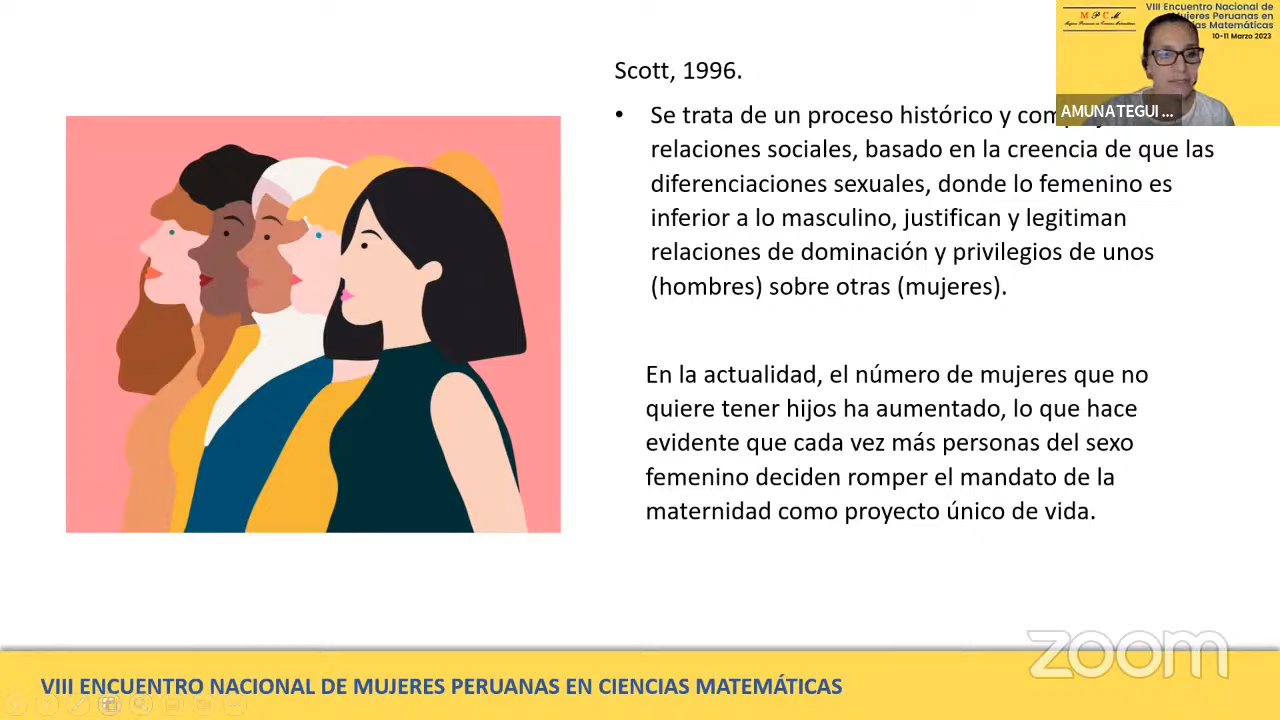 Scott, 1996.
• Se trata de un proceso histórico y
relaciones sociales, basado en la creencia de que las
diferenciaciones sexuales, donde lo femenino es
inferior a lo masculino, justifican y legitiman
relaciones de dominación y privilegios de unos
(hombres) sobre otras (mujeres).
En la actualidad, el número de mujeres que no
quiere tener hijos ha aumentado, lo que hace
evidente que cada vez más personas del sexo
femenino deciden romper el mandato de la
maternidad como proyecto único de vida.
M P C M
VIII Encuentro Nacional de
Mujeres Peruanas en
Matemáticas
10-11 Marzo 2023
AMUNATEGUI ...
zoom
VIII ENCUENTRO NACIONAL DE MUJERES PERUANAS EN CIENCIAS MATEMÁTICAS